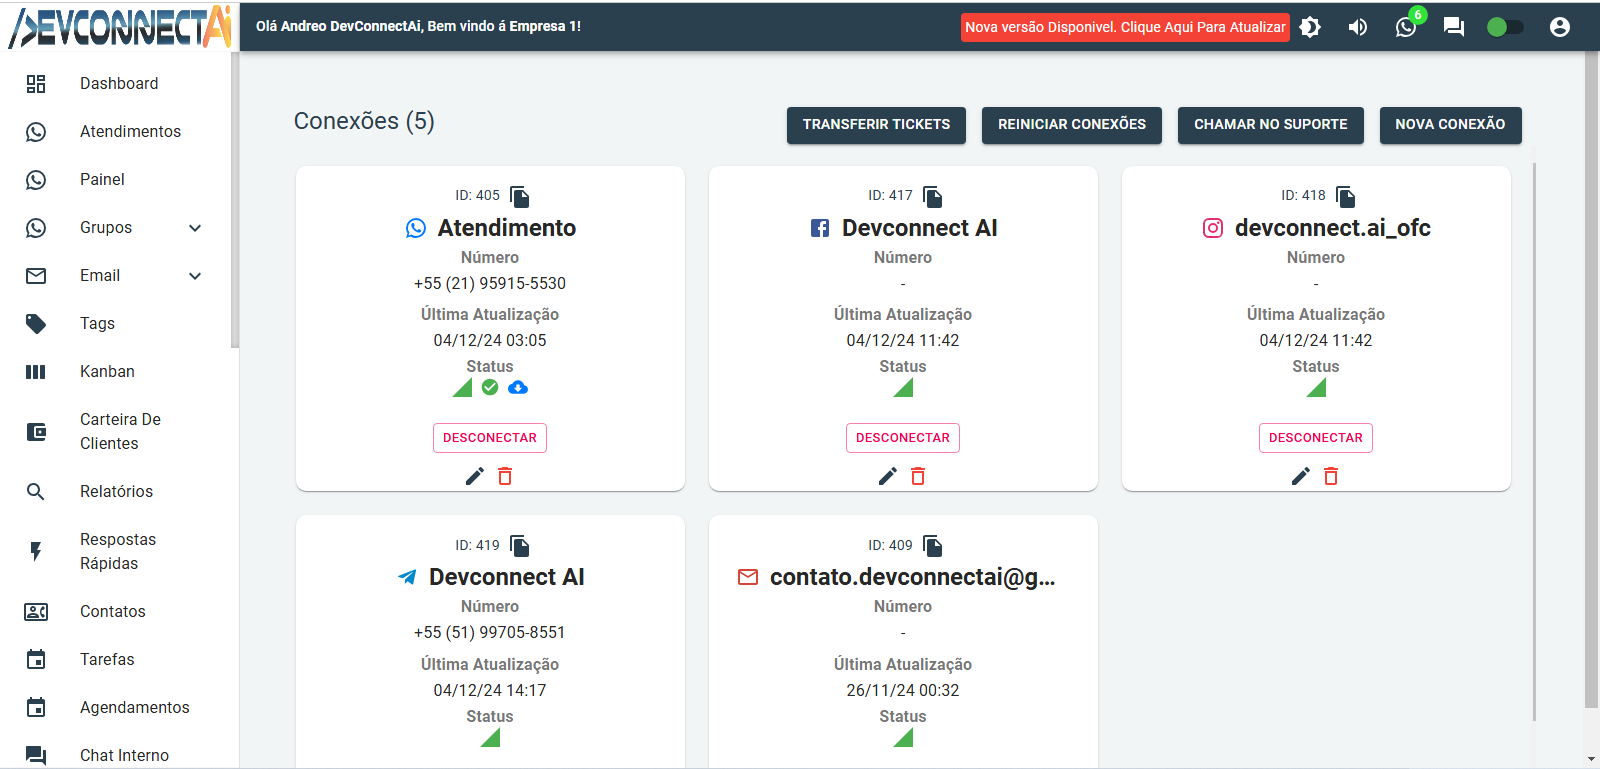 DEVCONNECTAi
Olá Andreo DevConnectAi, Bem vindo á Empresa 1!
Nova versão Disponivel. Clique Aqui Para Atualizar
6
Dashboard
Atendimentos
Painel
Grupos
Email
Tags
Kanban
Carteira De
Clientes
Relatórios
Respostas
Rápidas
Contatos
Tarefas
Agendamentos
Chat Interno
Conexões (5)
TRANSFERIR TICKETS
REINICIAR CONEXÕES
CHAMAR NO SUPORTE
NOVA CONEXÃO
ID: 405
Atendimento
Número
+55 (21) 95915-5530
Última Atualização
04/12/24 03:05
Status
DESCONECTAR
ID: 417
Devconnect AI
Número
-
Última Atualização
04/12/24 11:42
Status
DESCONECTAR
ID: 418
devconnect.ai_ofc
Número
-
Última Atualização
04/12/24 11:42
Status
DESCONECTAR
ID: 419
Devconnect AI
Número
+55 (51) 99705-8551
Última Atualização
04/12/24 14:17
Status
ID: 409
contato.devconnectai@g...
Número
-
Última Atualização
26/11/24 00:32
Status